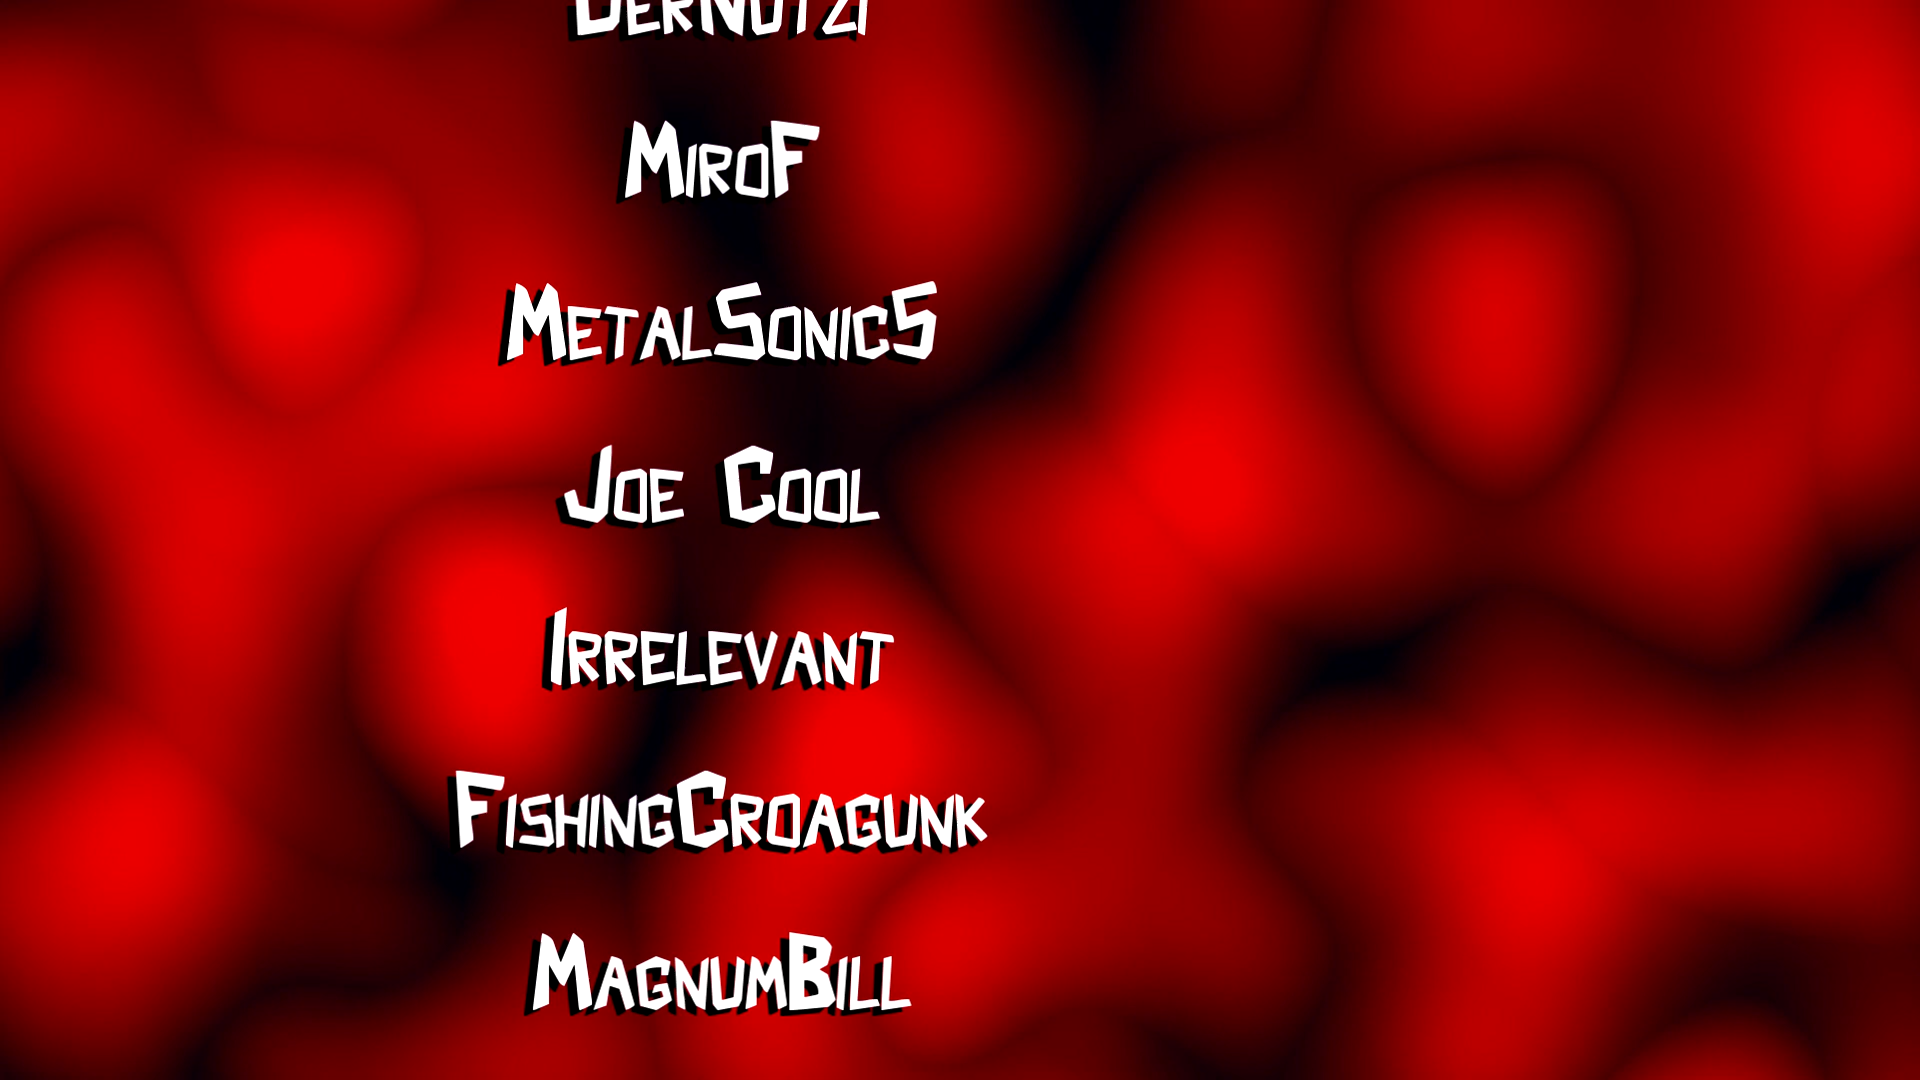 MiroF
MetalSonic5
Joe Cool
Irrelevant
FishingCroagunk
MagnumBill